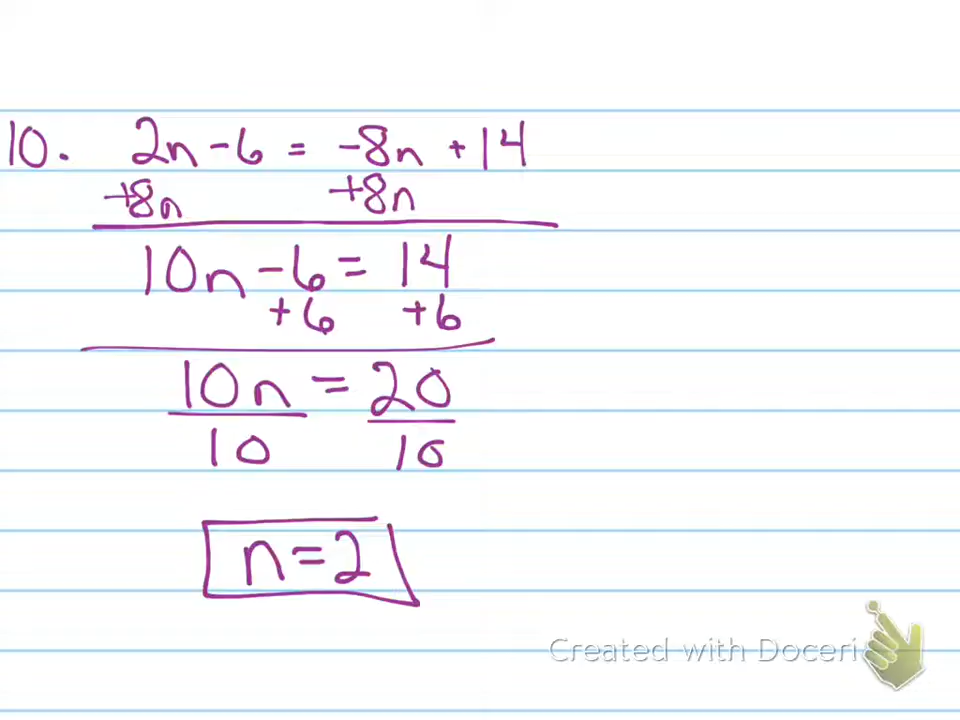 10. 2n - 6 = -8n + 14
+8n +8n
10n - 6 = 14
+6 +6
10n = 20
10 10
n = 2
Created with Doceri